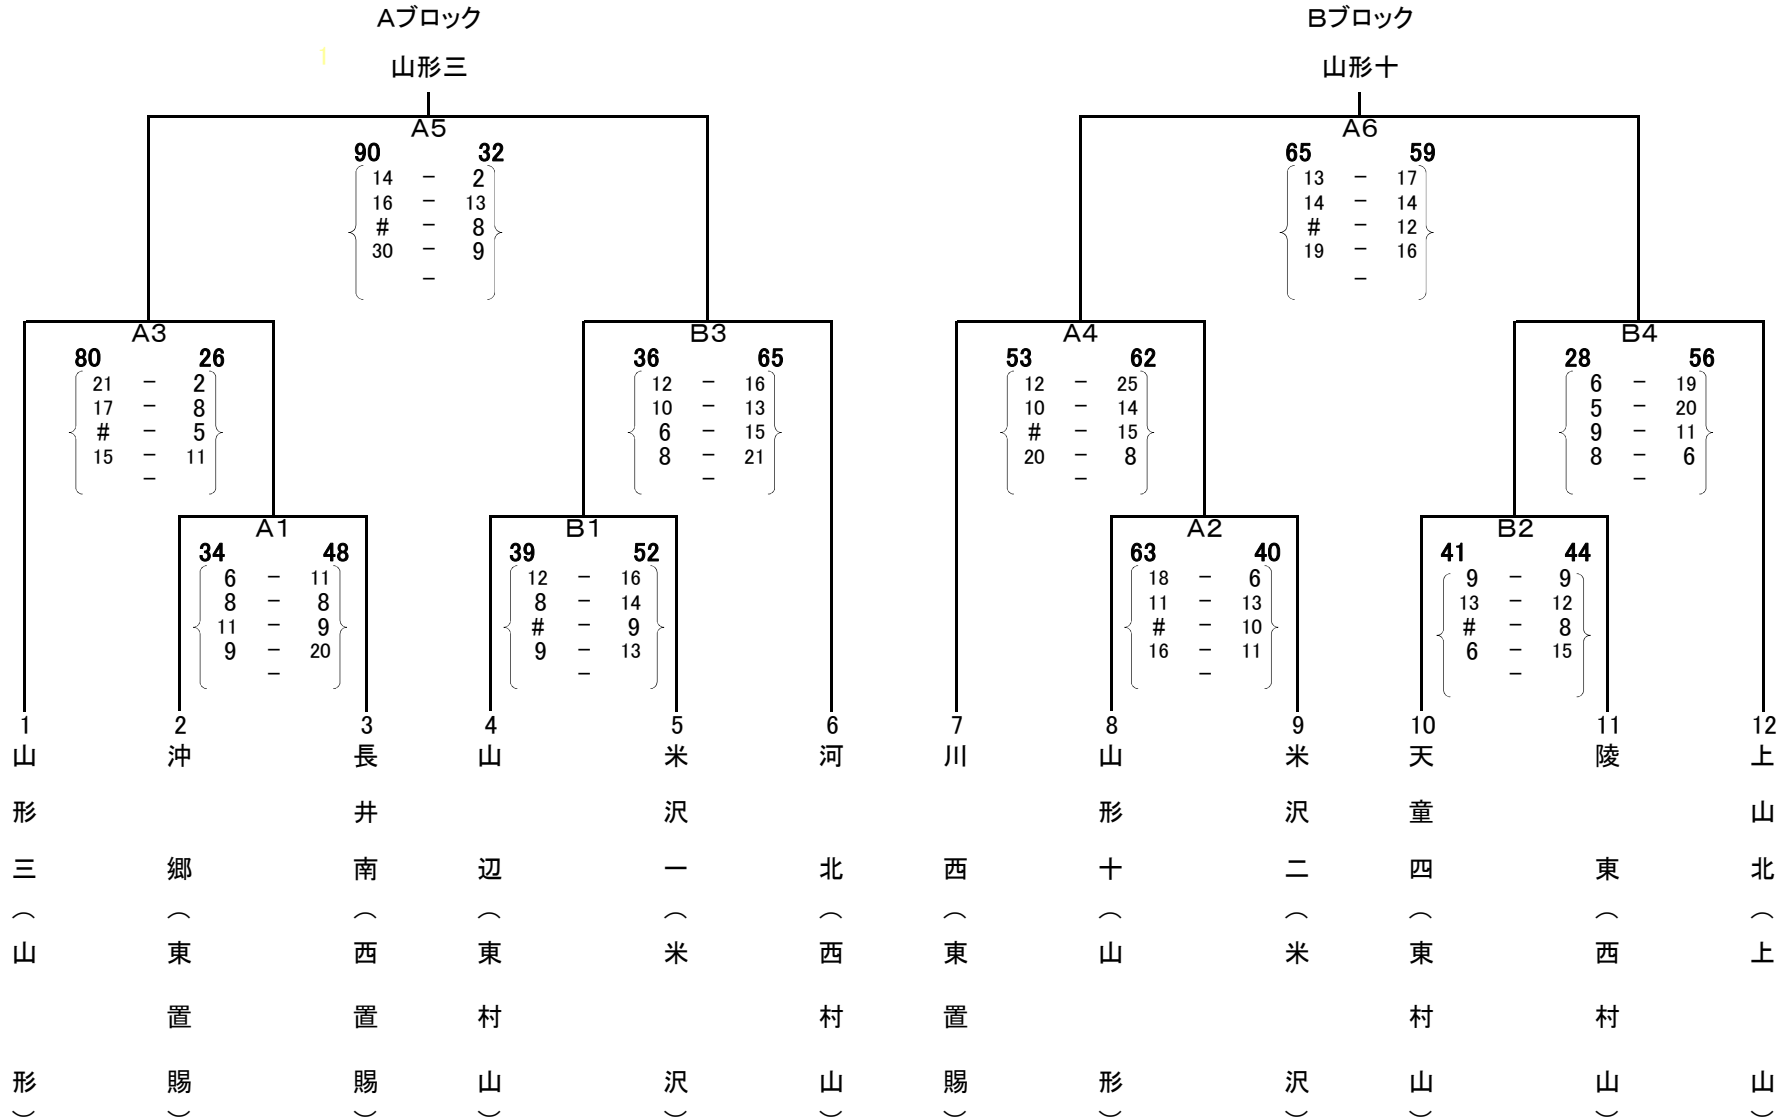 Aブロック Bブロック
1
山形三 山形十
A5 A6
90 32 65 59
14 － 2 13 － 17
16 － 13 14 － 14
# － 8 # － 12
30 － 9 19 － 16
－ －
A3 B3 A4 B4
80 26 36 65 53 62 28 56
21 － 2 12 － 16 12 － 25 6 － 19
17 － 8 10 － 13 10 － 14 5 － 20
# － 5 6 － 15 # － 15 9 － 11
15 － 11 8 － 21 20 － 8 8 － 6
－ － － －
A1 B1 A2 B2
34 48 39 52 63 40 41 44
6 － 11 12 － 16 18 － 6 9 － 9
8 － 8 8 － 14 11 － 13 13 － 12
11 － 9 # － 9 # － 10 # － 8
9 － 20 9 － 13 16 － 11 6 － 15
－ － － －
1 2 3 4 5 6 7 8 9 10 11 12
山形三（山形）
沖郷（東置賜）
長井南（西置賜）
山辺（東村山）
米沢一（米沢）
河北（西村山）
川西（東置賜）
山形十（山形）
米沢二（米沢）
天童四（東村山）
陵東（西村山）
上山北（上山）